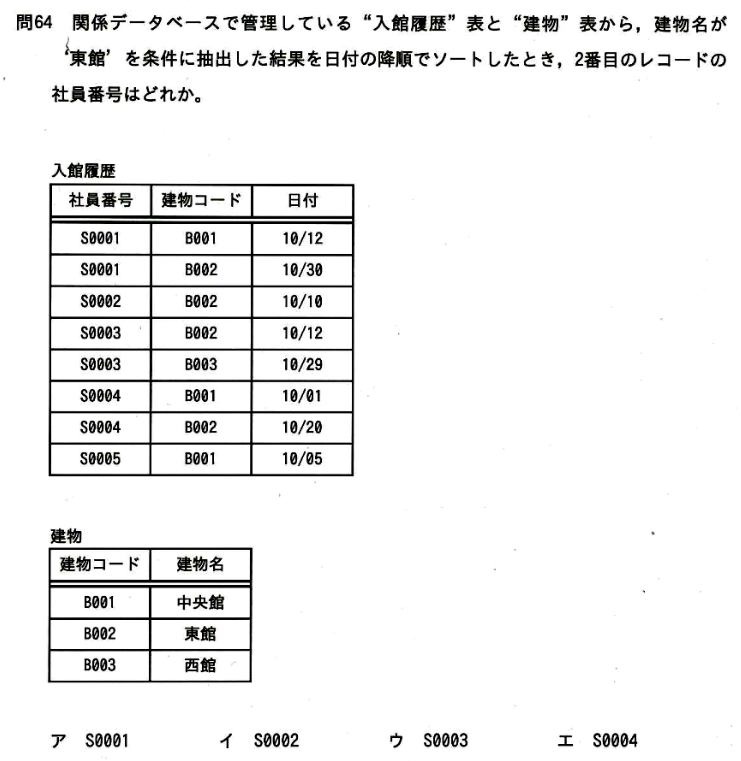 問64 関係データベースで管理している“入館履歴”表と“建物”表から，建物名が
‘東館’を条件に抽出した結果を日付の降順でソートしたとき，2番目のレコードの
社員番号はどれか。
入館履歴
社員番号 建物コード 日付
S0001 B001 10/12
S0001 B002 10/30
S0002 B002 10/10
S0003 B002 10/12
S0003 B003 10/29
S0004 B001 10/01
S0004 B002 10/20
S0005 B001 10/05
建物
建物コード 建物名
B001 中央館
B002 東館
B003 西館
ア S0001 イ S0002 ウ S0003 エ S0004